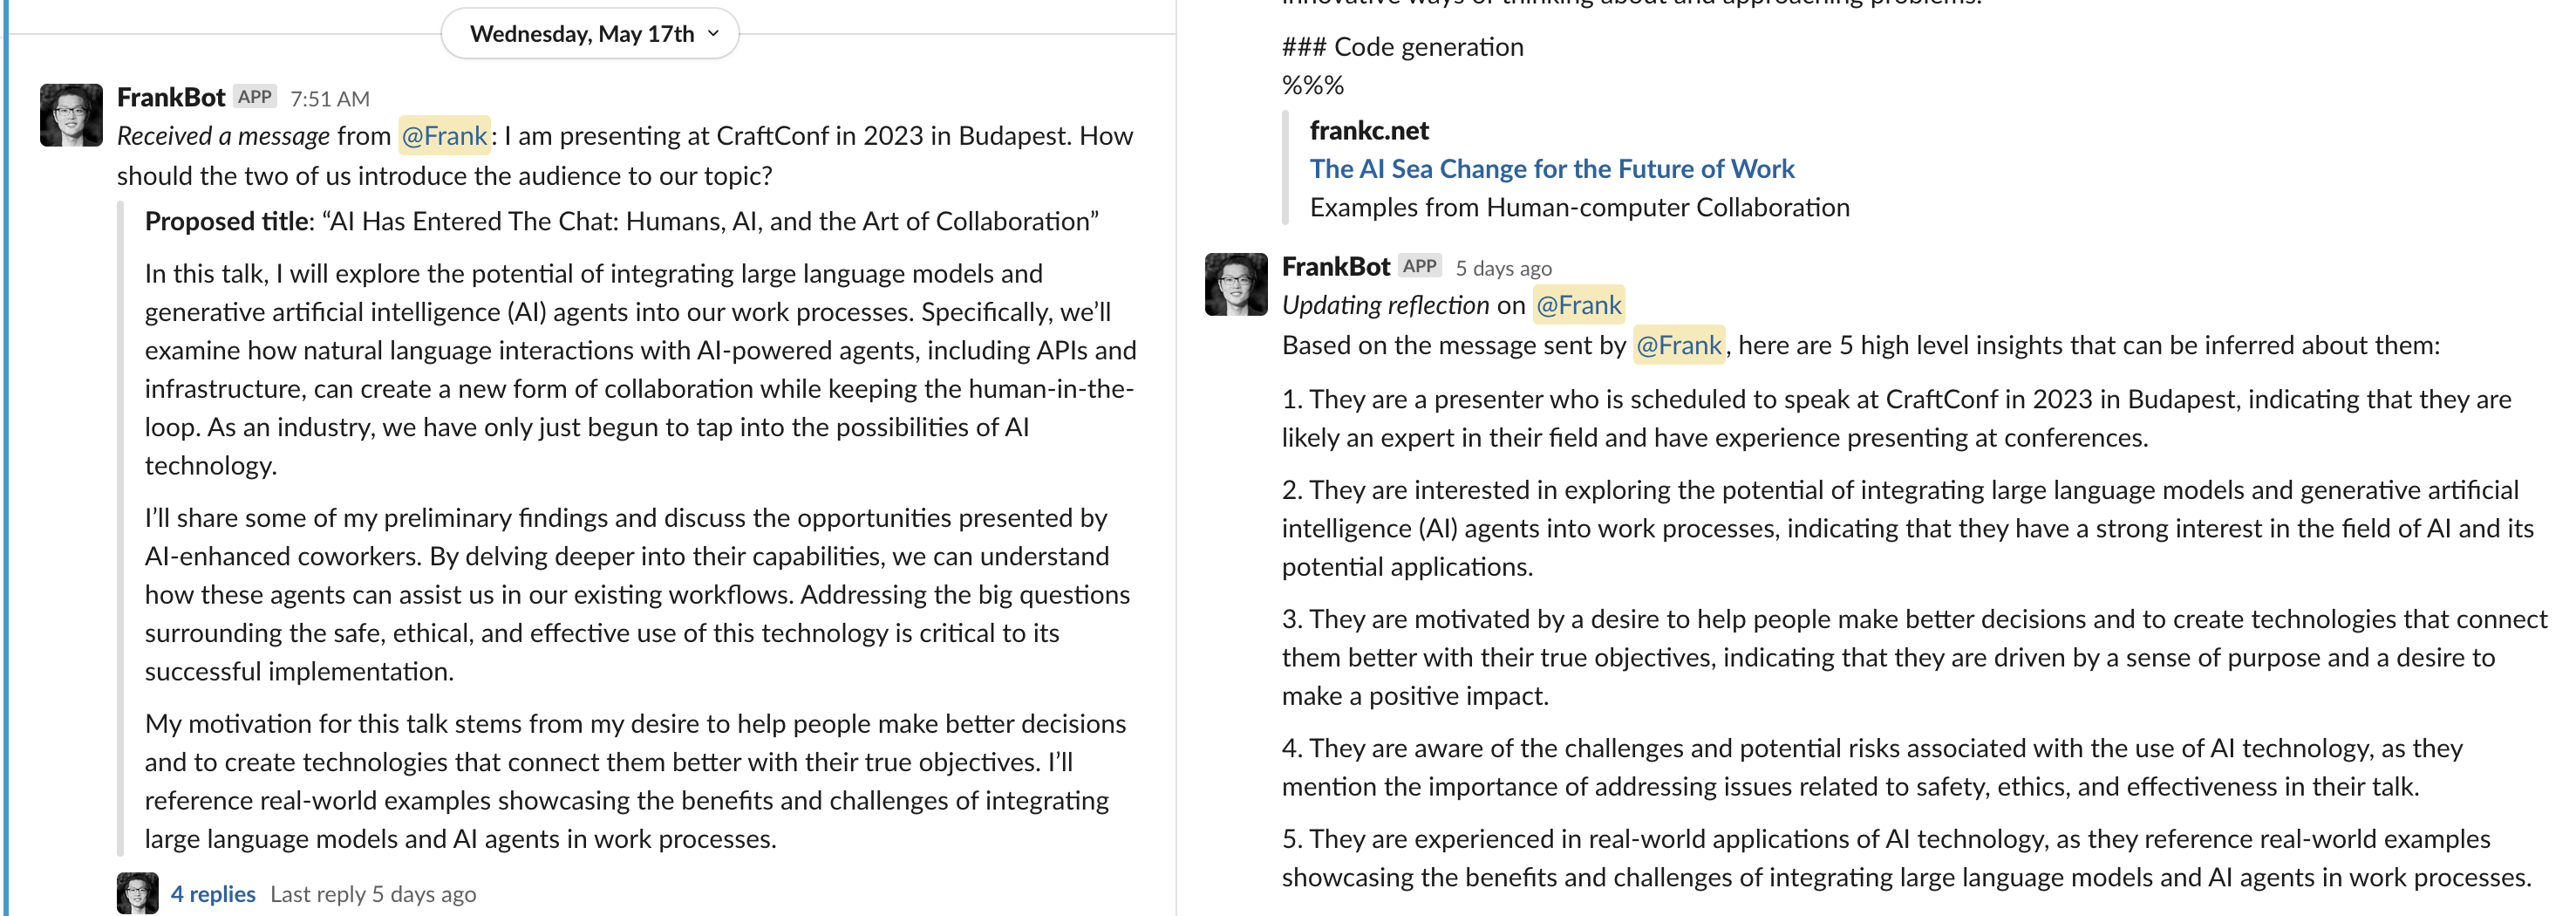 Wednesday, May 17th
FrankBot APP 7:51 AM
Received a message from @Frank: I am presenting at CraftConf in 2023 in Budapest. How
should the two of us introduce the audience to our topic?
Proposed title: “AI Has Entered The Chat: Humans, AI, and the Art of Collaboration”
In this talk, I will explore the potential of integrating large language models and
generative artificial intelligence (AI) agents into our work processes. Specifically, we’ll
examine how natural language interactions with AI-powered agents, including APIs and
infrastructure, can create a new form of collaboration while keeping the human-in-the-
loop. As an industry, we have only just begun to tap into the possibilities of AI
technology.
I’ll share some of my preliminary findings and discuss the opportunities presented by
AI-enhanced coworkers. By delving deeper into their capabilities, we can understand
how these agents can assist us in our existing workflows. Addressing the big questions
surrounding the safe, ethical, and effective use of this technology is critical to its
successful implementation.
My motivation for this talk stems from my desire to help people make better decisions
and to create technologies that connect them better with their true objectives. I’ll
reference real-world examples showcasing the benefits and challenges of integrating
large language models and AI agents in work processes.
4 replies Last reply 5 days ago
innovative ways of thinking about and approaching problems.
### Code generation
%%%
frankc.net
The AI Sea Change for the Future of Work
Examples from Human-computer Collaboration
FrankBot APP 5 days ago
Updating reflection on @Frank
Based on the message sent by @Frank, here are 5 high level insights that can be inferred about them:
1. They are a presenter who is scheduled to speak at CraftConf in 2023 in Budapest, indicating that they are
likely an expert in their field and have experience presenting at conferences.
2. They are interested in exploring the potential of integrating large language models and generative artificial
intelligence (AI) agents into work processes, indicating that they have a strong interest in the field of AI and its
potential applications.
3. They are motivated by a desire to help people make better decisions and to create technologies that connect
them better with their true objectives, indicating that they are driven by a sense of purpose and a desire to
make a positive impact.
4. They are aware of the challenges and potential risks associated with the use of AI technology, as they
mention the importance of addressing issues related to safety, ethics, and effectiveness in their talk.
5. They are experienced in real-world applications of AI technology, as they reference real-world examples
showcasing the benefits and challenges of integrating large language models and AI agents in work processes.